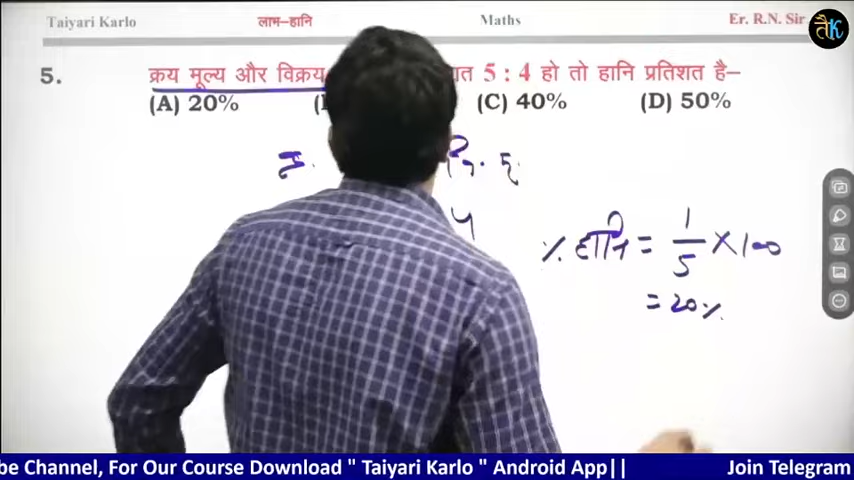 Taiyari Karlo लाभ–हानि Maths Er. R.N. Sir
तैK
5. क्रय मूल्य और विक्रय 5 : 4 हो तो हानि प्रतिशत है–
(A) 20% (C) 40% (D) 50%
क्र. वि. मू.
% हानि = 1/5 × 100
= 20%
be Channel, For Our Course Download " Taiyari Karlo " Android App|| Join Telegram